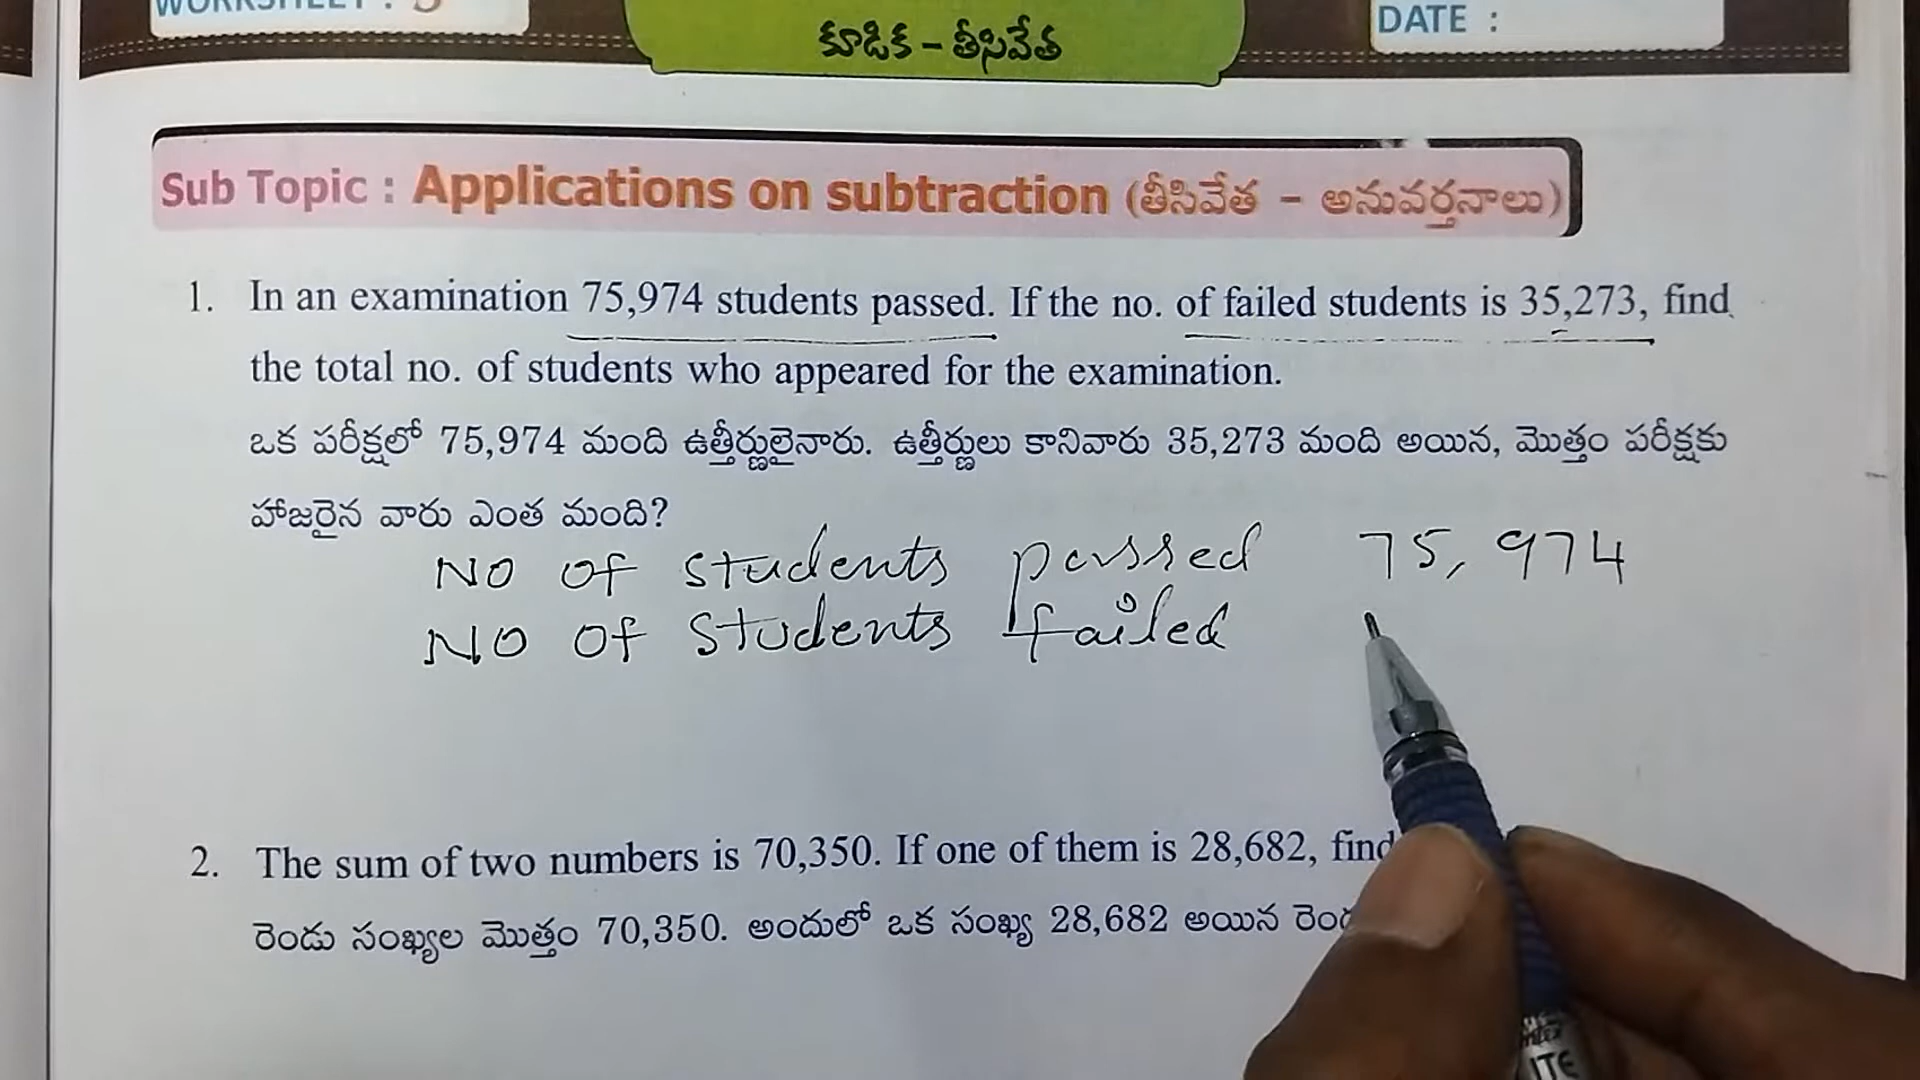 WORKSHEET : 3
కూడిక - తీసివేత
DATE :
Sub Topic : Applications on subtraction (తీసివేత - అనువర్తనాలు)
1. In an examination 75,974 students passed. If the no. of failed students is 35,273, find
the total no. of students who appeared for the examination.
ఒక పరీక్షలో 75,974 మంది ఉత్తీర్ణులైనారు. ఉత్తీర్ణులు కానివారు 35,273 మంది అయిన, మొత్తం పరీక్షకు
హాజరైన వారు ఎంత మంది?
NO OF students passed 75,974
NO OF students failed
2. The sum of two numbers is 70,350. If one of them is 28,682, find
రెండు సంఖ్యల మొత్తం 70,350. అందులో ఒక సంఖ్య 28,682 అయిన